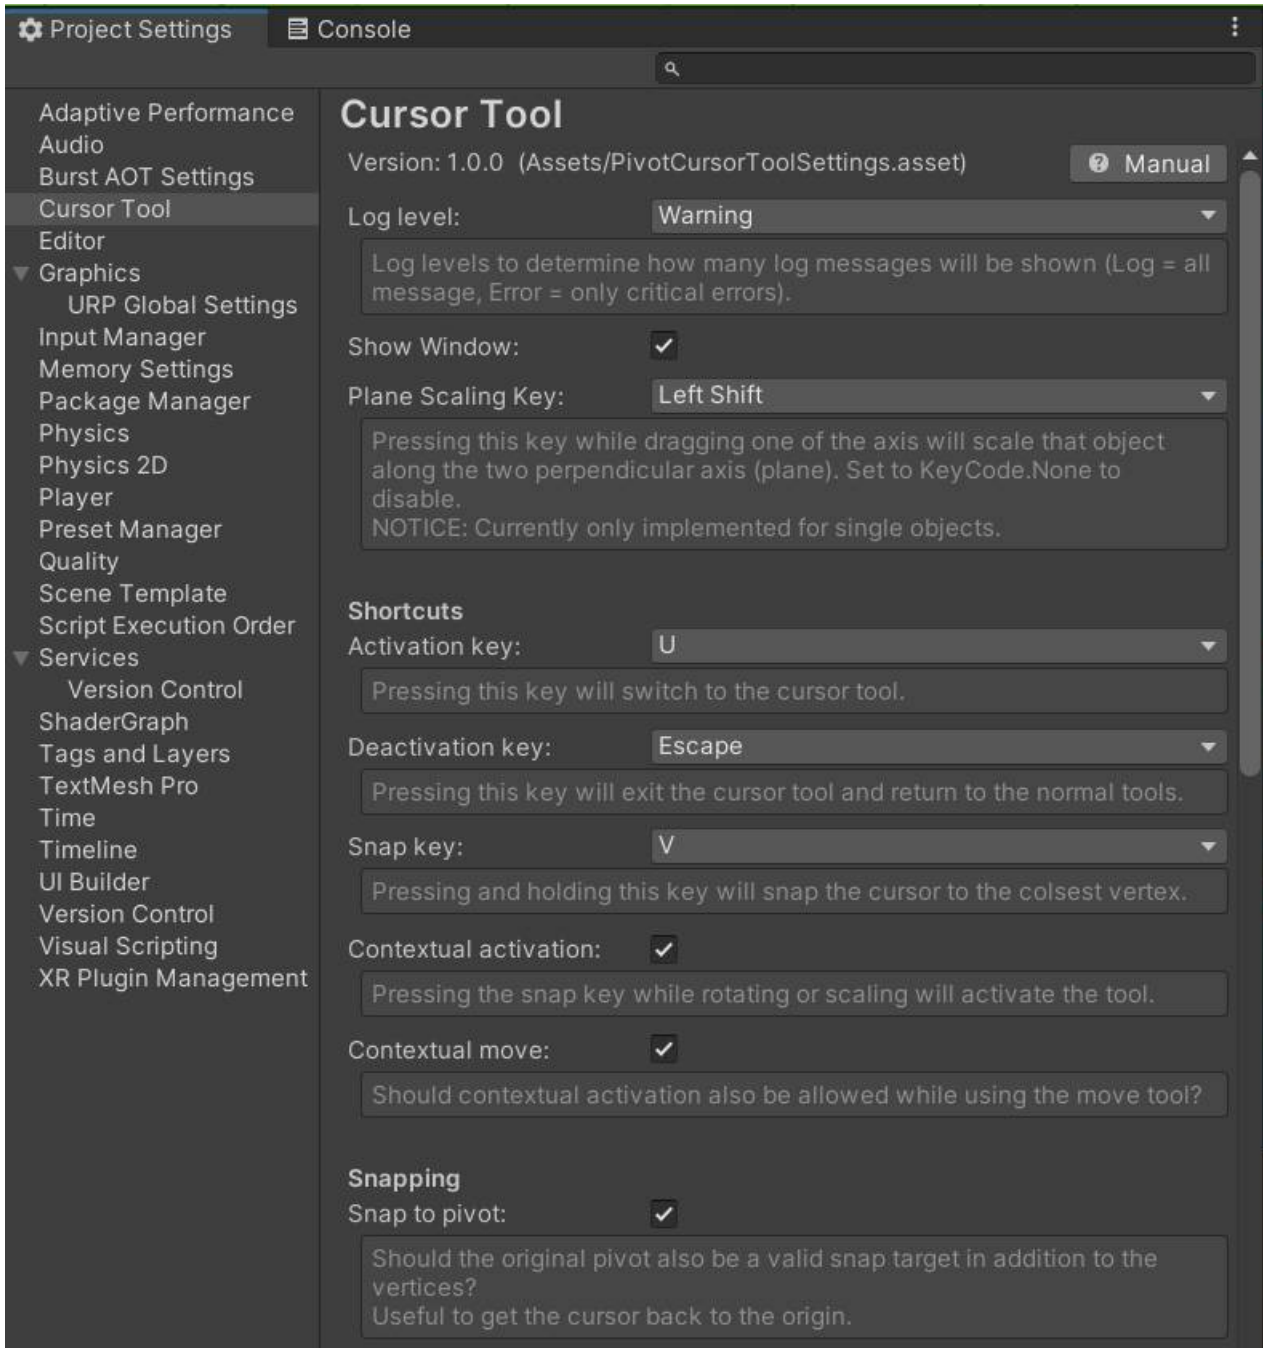 Project Settings
Console
Adaptive Performance
Audio
Burst AOT Settings
Cursor Tool
Editor
Graphics
URP Global Settings
Input Manager
Memory Settings
Package Manager
Physics
Physics 2D
Player
Preset Manager
Quality
Scene Template
Script Execution Order
Services
Version Control
ShaderGraph
Tags and Layers
TextMesh Pro
Time
Timeline
UI Builder
Version Control
Visual Scripting
XR Plugin Management
Cursor Tool
Version: 1.0.0 (Assets/PivotCursorToolSettings.asset)
Manual
Log level:
Warning
Log levels to determine how many log messages will be shown (Log = all
message, Error = only critical errors).
Show Window:
Plane Scaling Key:
Left Shift
Pressing this key while dragging one of the axis will scale that object
along the two perpendicular axis (plane). Set to KeyCode.None to
disable.
NOTICE: Currently only implemented for single objects.
Shortcuts
Activation key:
U
Pressing this key will switch to the cursor tool.
Deactivation key:
Escape
Pressing this key will exit the cursor tool and return to the normal tools.
Snap key:
V
Pressing and holding this key will snap the cursor to the colsest vertex.
Contextual activation:
Pressing the snap key while rotating or scaling will activate the tool.
Contextual move:
Should contextual activation also be allowed while using the move tool?
Snapping
Snap to pivot:
Should the original pivot also be a valid snap target in addition to the
vertices?
Useful to get the cursor back to the origin.